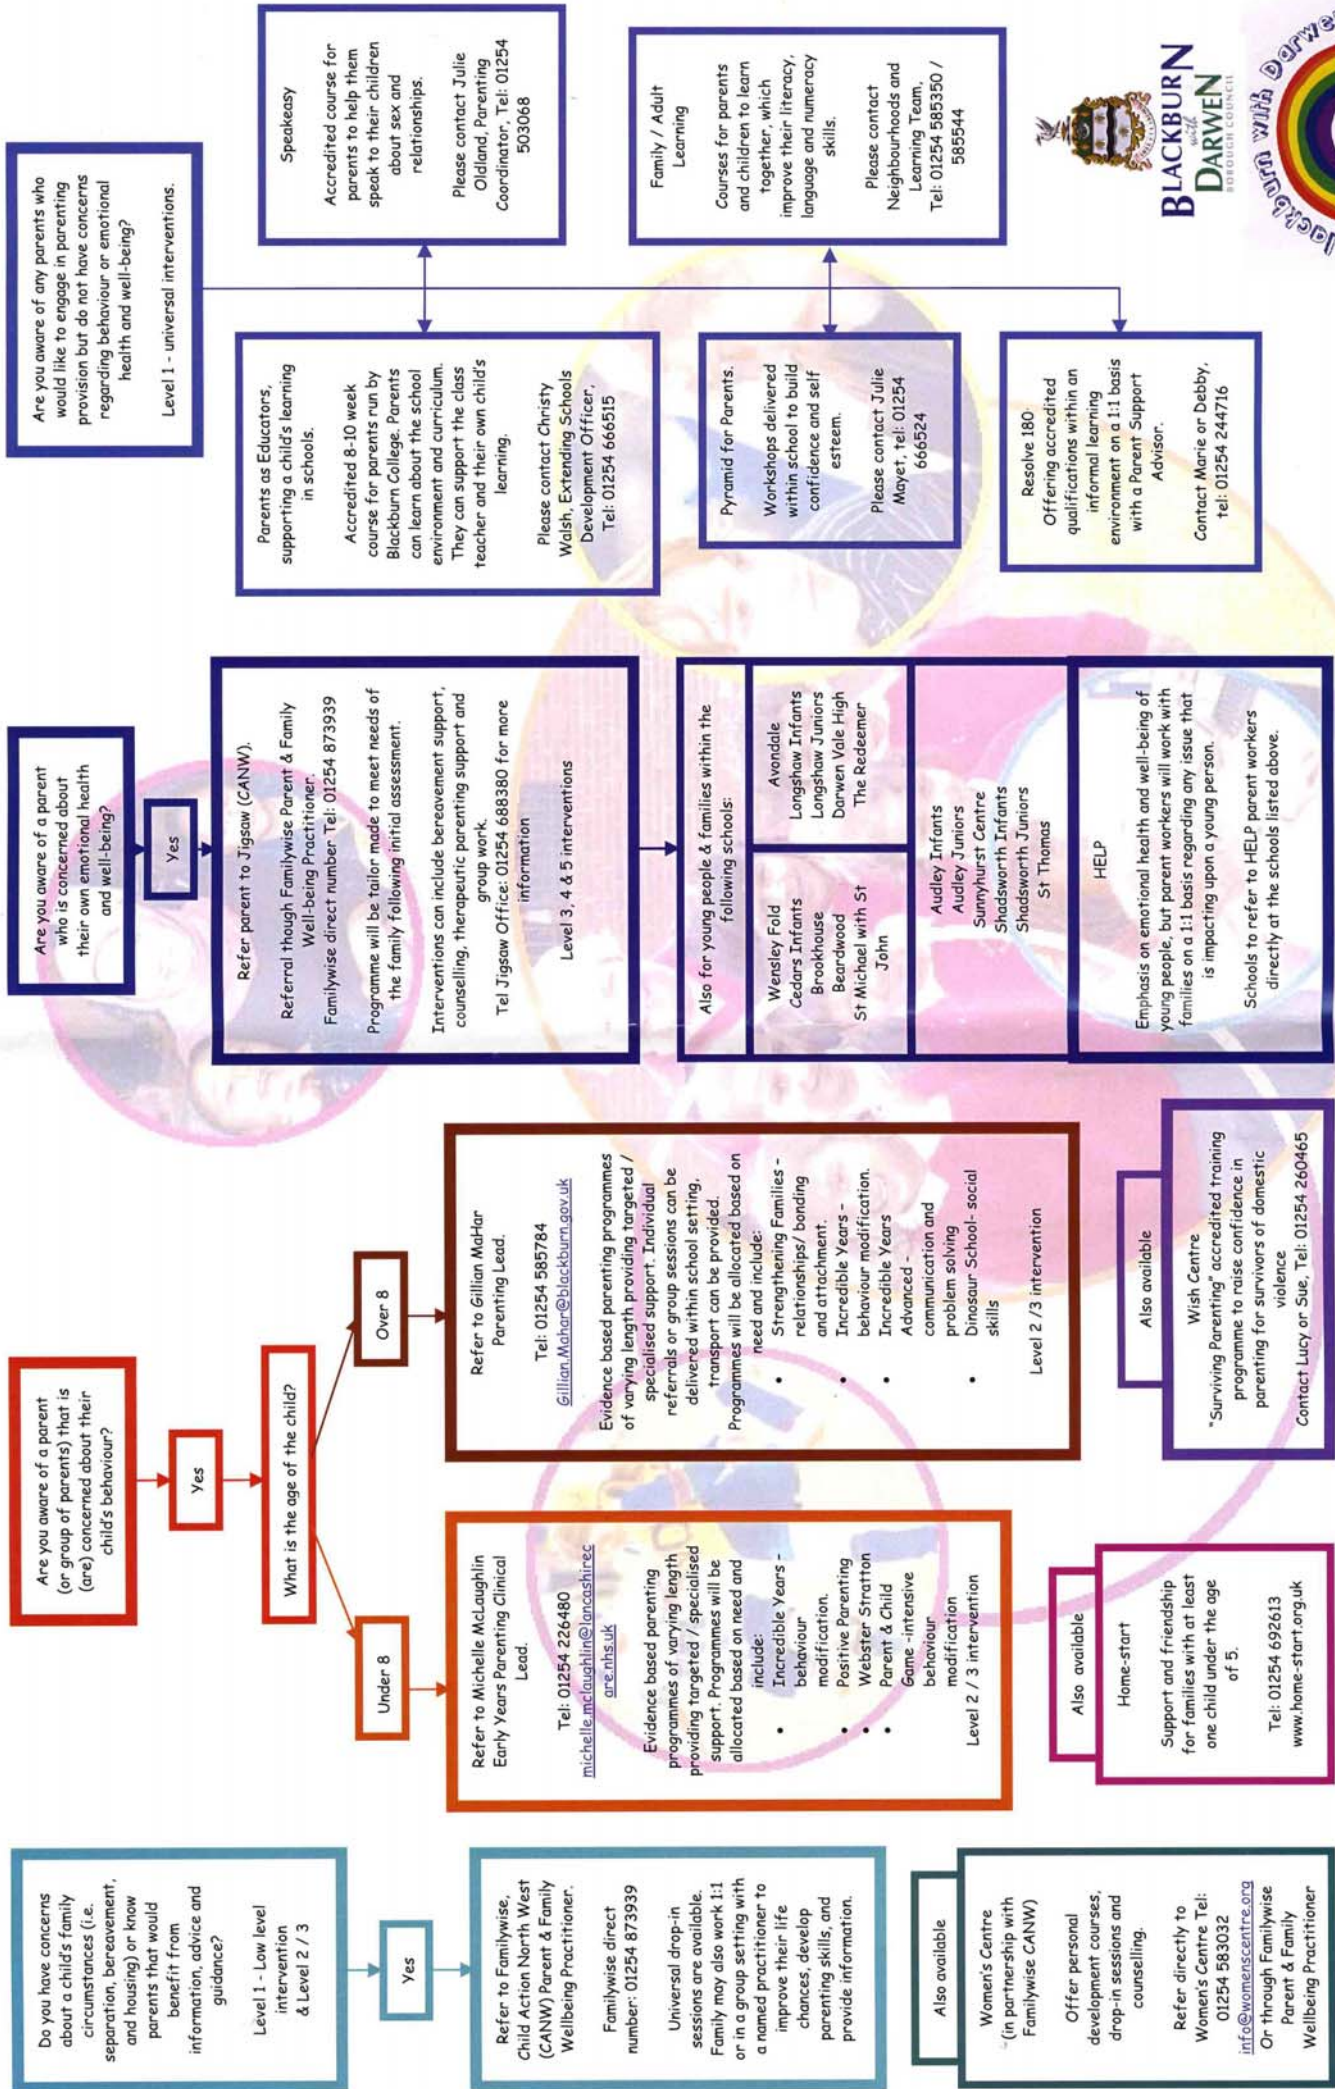 Do you have concerns
about a child's family
circumstances (i.e.
separation, bereavement,
and housing) or know
parents that would
benefit from
information, advice and
guidance?
Level 1 - Low level
intervention
& Level 2 / 3
Yes
Refer to Familywise,
Child Action North West
(CANW) Parent & Family
Wellbeing Practitioner.
Familywise direct
number: 01254 873939
Universal drop-in
sessions are available.
Family may also work 1:1
or in a group setting with
a named practitioner to
improve their life
chances, develop
parenting skills, and
provide information.
Also available
Women's Centre
(in partnership with
Familywise CANW)
Offer personal
development courses,
drop-in sessions and
counselling.
Refer directly to
Women's Centre Tel:
01254 583032
info@womenscentre.org
Or through Familywise
Parent & Family
Wellbeing Practitioner
Are you aware of a parent
(or group of parents) that is
(are) concerned about their
child's behaviour?
Yes
What is the age of the child?
Under 8
Over 8
Refer to Michelle McLaughlin
Early Years Parenting Clinical
Lead.
Tel: 01254 226480
michelle.mclaughlin@lancashirec
are.nhs.uk
Evidence based parenting
programmes of varying length
providing targeted / specialised
support. Programmes will be
allocated based on need and
include:
• Incredible Years -
behaviour
modification.
• Positive Parenting
• Webster Stratton
• Parent & Child
Game -intensive
behaviour
modification
Level 2 / 3 intervention
Refer to Gillian MaHar
Parenting Lead.
Tel: 01254 585784
Gillian.Mahar@blackburn.gov.uk
Evidence based parenting programmes
of varying length providing targeted /
specialised support. Individual
referrals or group sessions can be
delivered within school setting,
transport can be provided.
Programmes will be allocated based on
need and include:
• Strengthening Families -
relationships/ bonding
and attachment.
• Incredible Years -
behaviour modification.
• Incredible Years
Advanced -
communication and
problem solving
• Dinosaur School- social
skills
Level 2 /3 intervention
Also available
Home-start
Support and friendship
for families with at least
one child under the age
of 5.
Tel: 01254 692613
www.home-start.org.uk
Also available
Wish Centre
"Surviving Parenting" accredited training
programme to raise confidence in
parenting for survivors of domestic
violence
Contact Lucy or Sue, Tel: 01254 260465
Are you aware of a parent
who is concerned about
their own emotional health
and well-being?
Yes
Refer parent to Jigsaw (CANW).
Referral though Familywise Parent & Family
Well-being Practitioner.
Familywise direct number Tel: 01254 873939
Programme will be tailor made to meet needs of
the family following initial assessment.
Interventions can include bereavement support,
counselling, therapeutic parenting support and
group work.
Tel Jigsaw Office: 01254 688380 for more
information
Level 3, 4 & 5 interventions
Also for young people & families within the
following schools:
Wensley Fold
Cedars Infants
Brookhouse
Beardwood
St Michael with St
John
Avondale
Longshaw Infants
Longshaw Juniors
Darwen Vale High
The Redeemer
Audley Infants
Audley Juniors
Sunnyhurst Centre
Shadsworth Infants
Shadsworth Juniors
St Thomas
HELP
Emphasis on emotional health and well-being of
young people, but parent workers will work with
families on a 1:1 basis regarding any issue that
is impacting upon a young person.
Schools to refer to HELP parent workers
directly at the schools listed above.
Are you aware of any parents who
would like to engage in parenting
provision but do not have concerns
regarding behaviour or emotional
health and well-being?
Level 1 - universal interventions.
Parents as Educators,
supporting a child's learning
in schools.
Accredited 8-10 week
course for parents run by
Blackburn College. Parents
can learn about the school
environment and curriculum.
They can support the class
teacher and their own child's
learning.
Please contact Christy
Walsh, Extending Schools
Development Officer,
Tel: 01254 666515
Speakeasy
Accredited course for
parents to help them
speak to their children
about sex and
relationships.
Please contact Julie
Oldland, Parenting
Coordinator, Tel: 01254
503068
Pyramid for Parents.
Workshops delivered
within school to build
confidence and self
esteem.
Please contact Julie
Mayet, tel: 01254
666524
Family / Adult
Learning
Courses for parents
and children to learn
together, which
improve their literacy,
language and numeracy
skills.
Please contact
Neighbourhoods and
Learning Team,
Tel: 01254 585350 /
585544
Resolve 180·
Offering accredited
qualifications within an
informal learning
environment on a 1:1 basis
with a Parent Support
Advisor.
Contact Marie or Debby,
tel: 01254 244716
BLACKBURN
with
DARWEN
BOROUGH COUNCIL
lackburn with Darwe